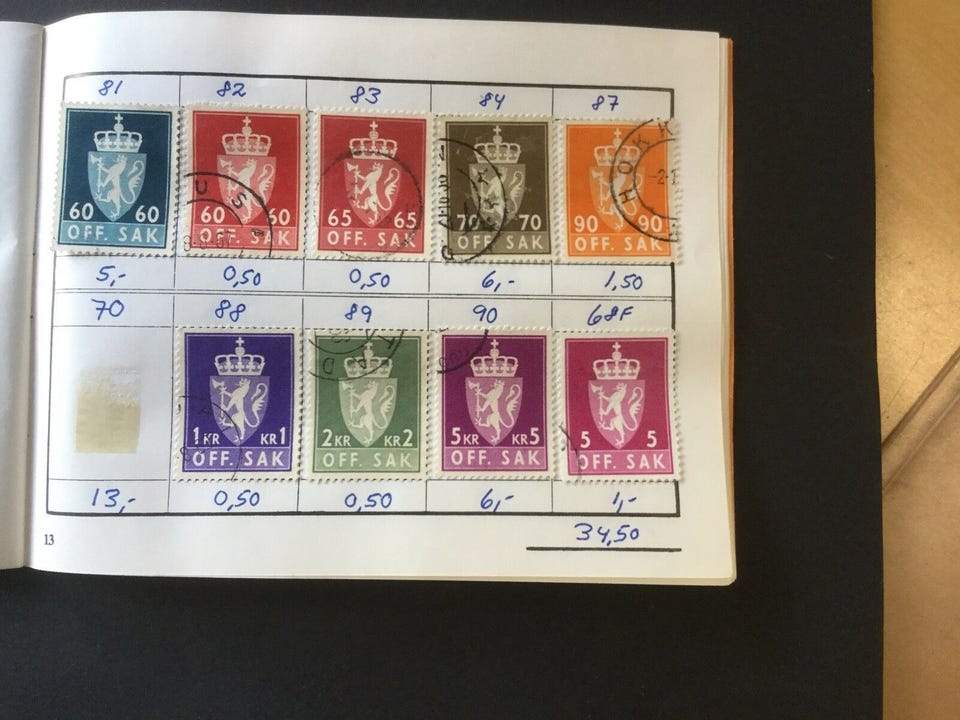 81 82 83 84 87
60 60 60 60 65 65 70 70 90 90
OFF. SAK OFF. SAK OFF. SAK OFF. SAK OFF. SAK
5,- 0,50 0,50 6,- 1,50
70 88 89 90 68F
1 KR KR 1 2 KR KR 2 5 KR KR 5 5 5
OFF. SAK OFF. SAK OFF. SAK OFF. SAK
13,- 0,50 0,50 6,- 1,-
13 34,50